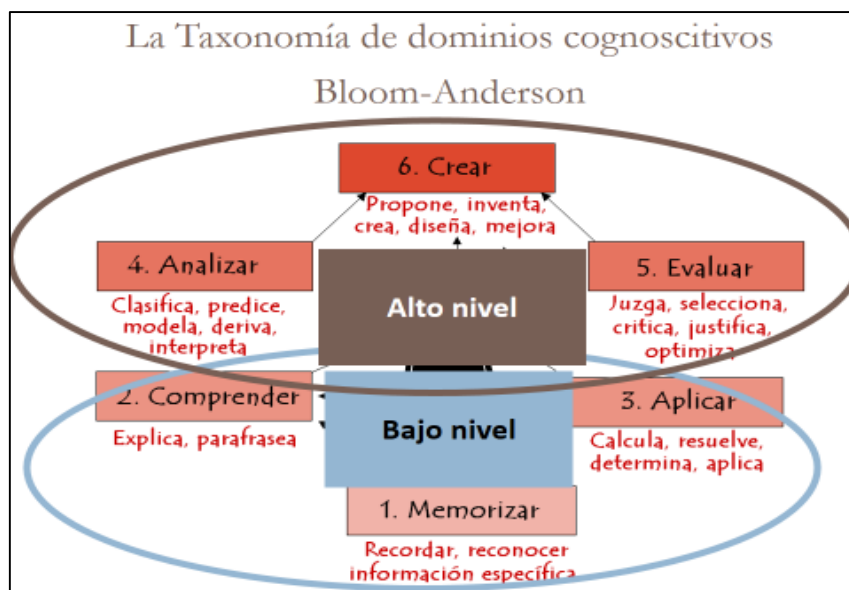 La Taxonomía de dominios cognoscitivos
Bloom-Anderson
6. Crear
Propone, inventa,
crea, diseña, mejora
4. Analizar
Clasifica, predice,
modela, deriva,
interpreta
Alto nivel
5. Evaluar
Juzga, selecciona,
critica, justifica,
optimiza
2. Comprender
Explica, parafrasea
Bajo nivel
3. Aplicar
Calcula, resuelve,
determina, aplica
1. Memorizar
Recordar, reconocer
información específica